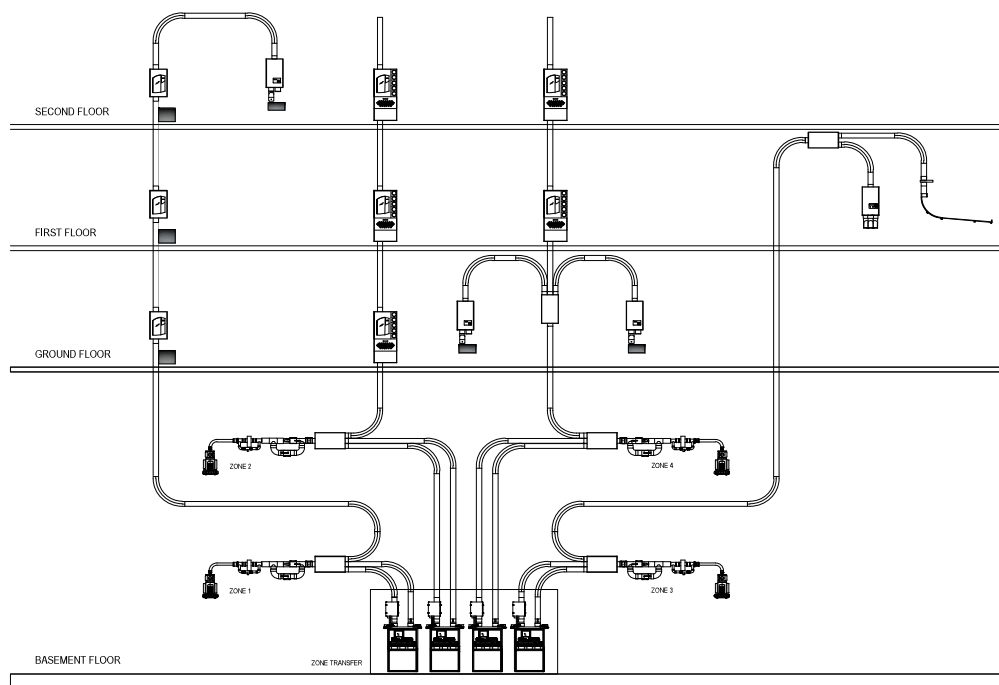 SECOND FLOOR
FIRST FLOOR
GROUND FLOOR
ZONE 2
ZONE 4
ZONE 1
ZONE 3
BASEMENT FLOOR
ZONE TRANSFER